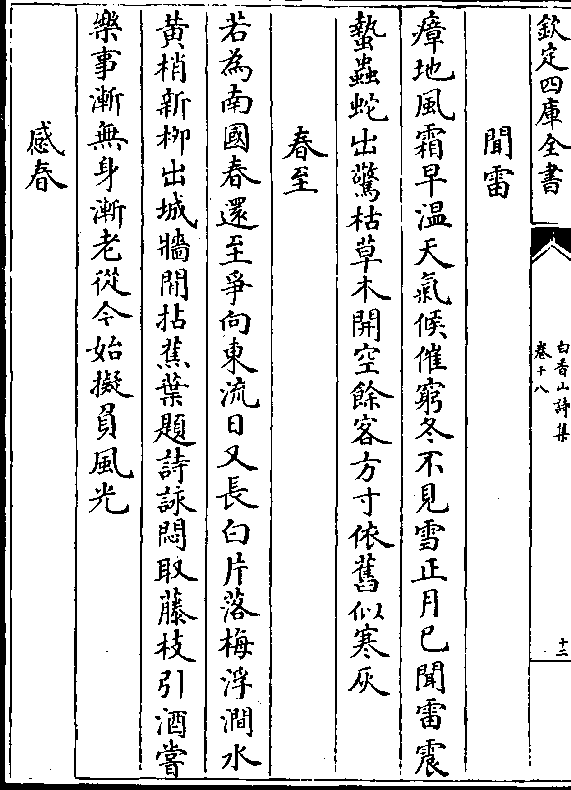 欽定四庫全書
白香山詩集
卷十八
十二
聞雷
瘴地風霜早温天氣候催窮冬不見雪正月已聞雷震
蟄蟲蛇出驚枯草木開空餘客方寸依舊似寒灰
春至
若為南國春還至爭向東流日又長白片落梅浮澗水
黄梢新栁出城牆閒拈蕉葉題詩詠悶取藤枝引酒嘗
樂事漸無身漸老從今始擬負風光
感春